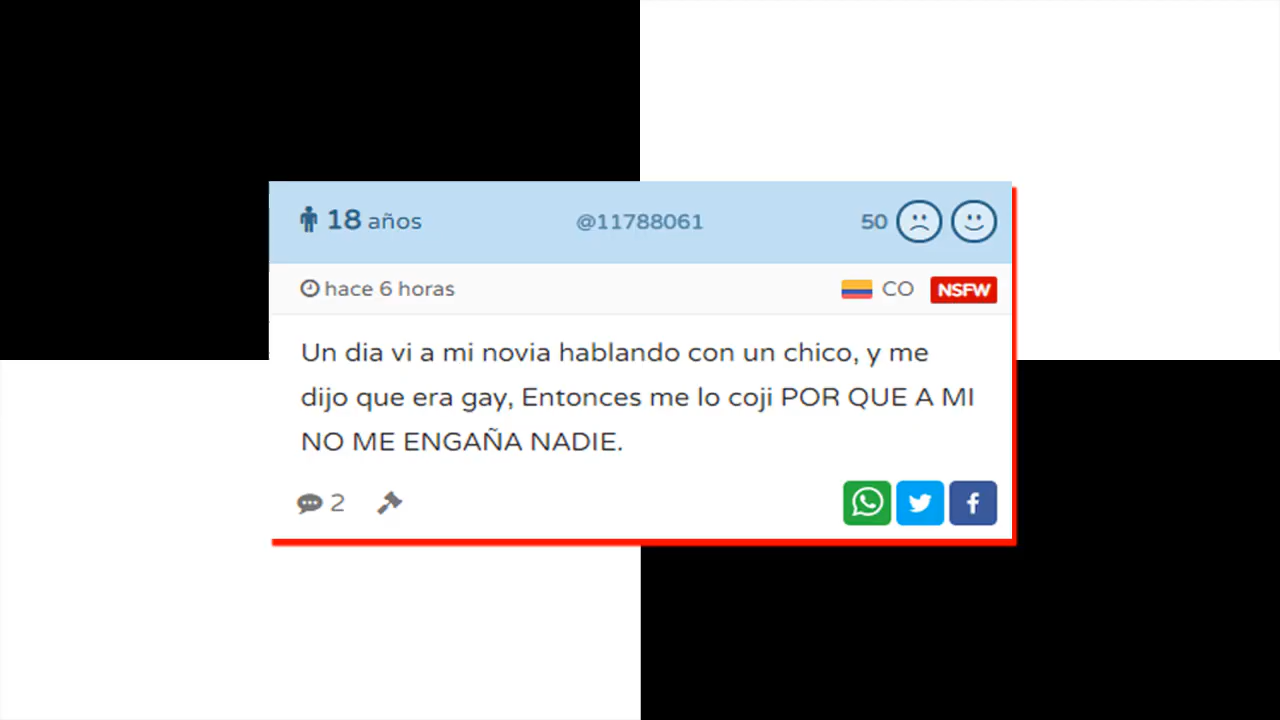 18 años @11788061 50
hace 6 horas CO NSFW
Un dia vi a mi novia hablando con un chico, y me
dijo que era gay, Entonces me lo coji POR QUE A MI
NO ME ENGAÑA NADIE.
2